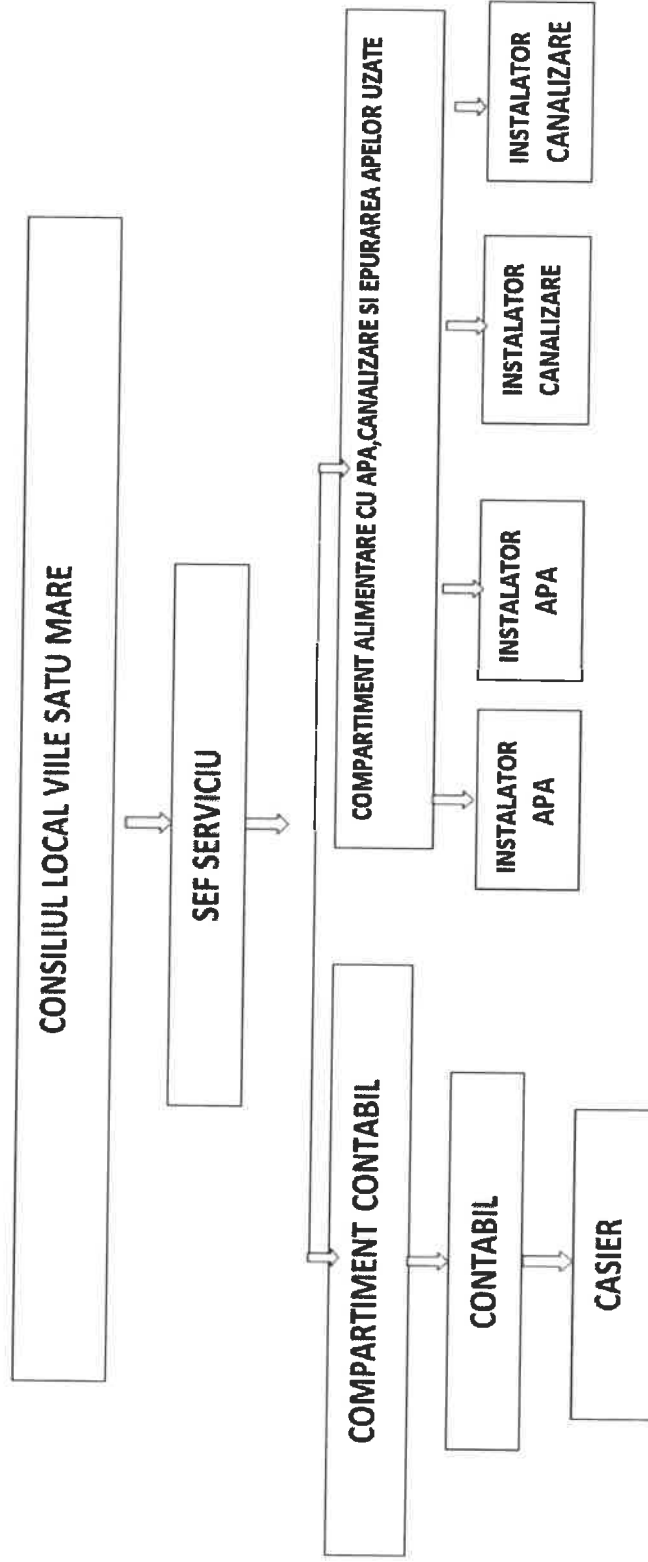 CONSILIUL LOCAL VIILE SATU MARE
SEF SERVICIU
COMPARTIMENT CONTABIL
COMPARTIMENT ALIMENTARE CU APA,CANALIZARE SI EPURAREA APELOR UZATE
CONTABIL
CASIER
INSTALATOR
APA
INSTALATOR
APA
INSTALATOR
CANALIZARE
INSTALATOR
CANALIZARE